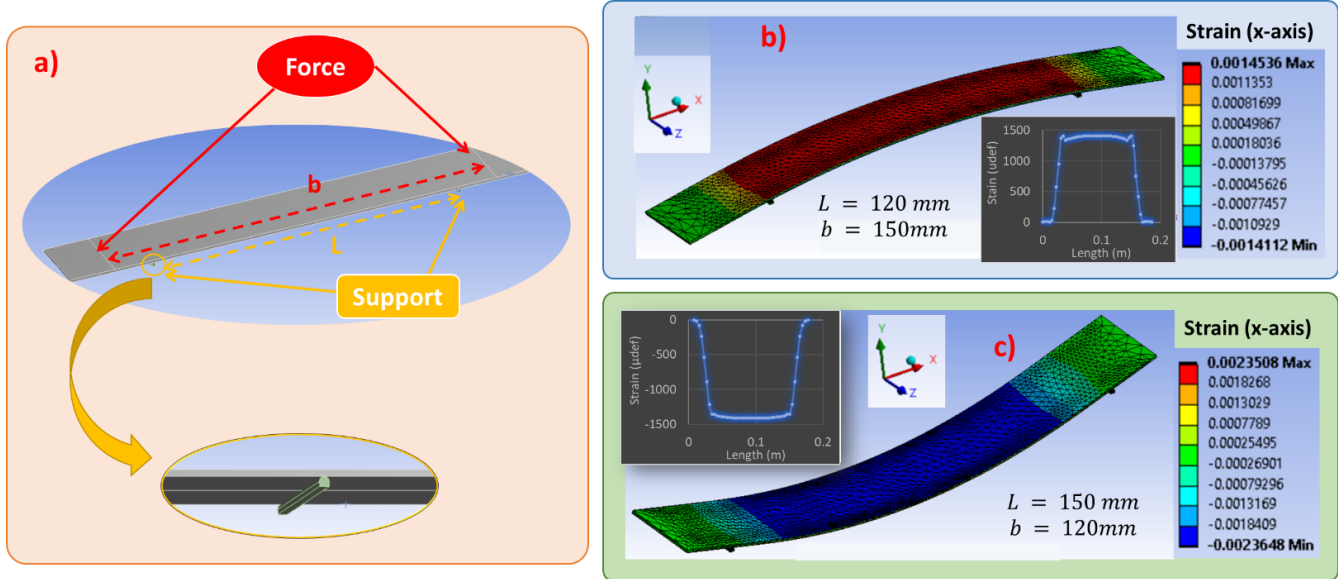 a)
Force
b
L
Support
b)
Y
X
Z
L = 120 mm
b = 150mm
Stain (udef)
1500
1000
500
0
0
0.1
0.2
Length (m)
Strain (x-axis)
0.0014536 Max
0.0011353
0.00081699
0.00049867
0.00018036
-0.00013795
-0.00045626
-0.00077457
-0.0010929
-0.0014112 Min
Strain (µdef)
0
-500
-1000
-1500
0
0.1
0.2
Length (m)
Y
X
Z
c)
L = 150 mm
b = 120mm
Strain (x-axis)
0.0023508 Max
0.0018268
0.0013029
0.0007789
0.00025495
-0.00026901
-0.00079296
-0.0013169
-0.0018409
-0.0023648 Min